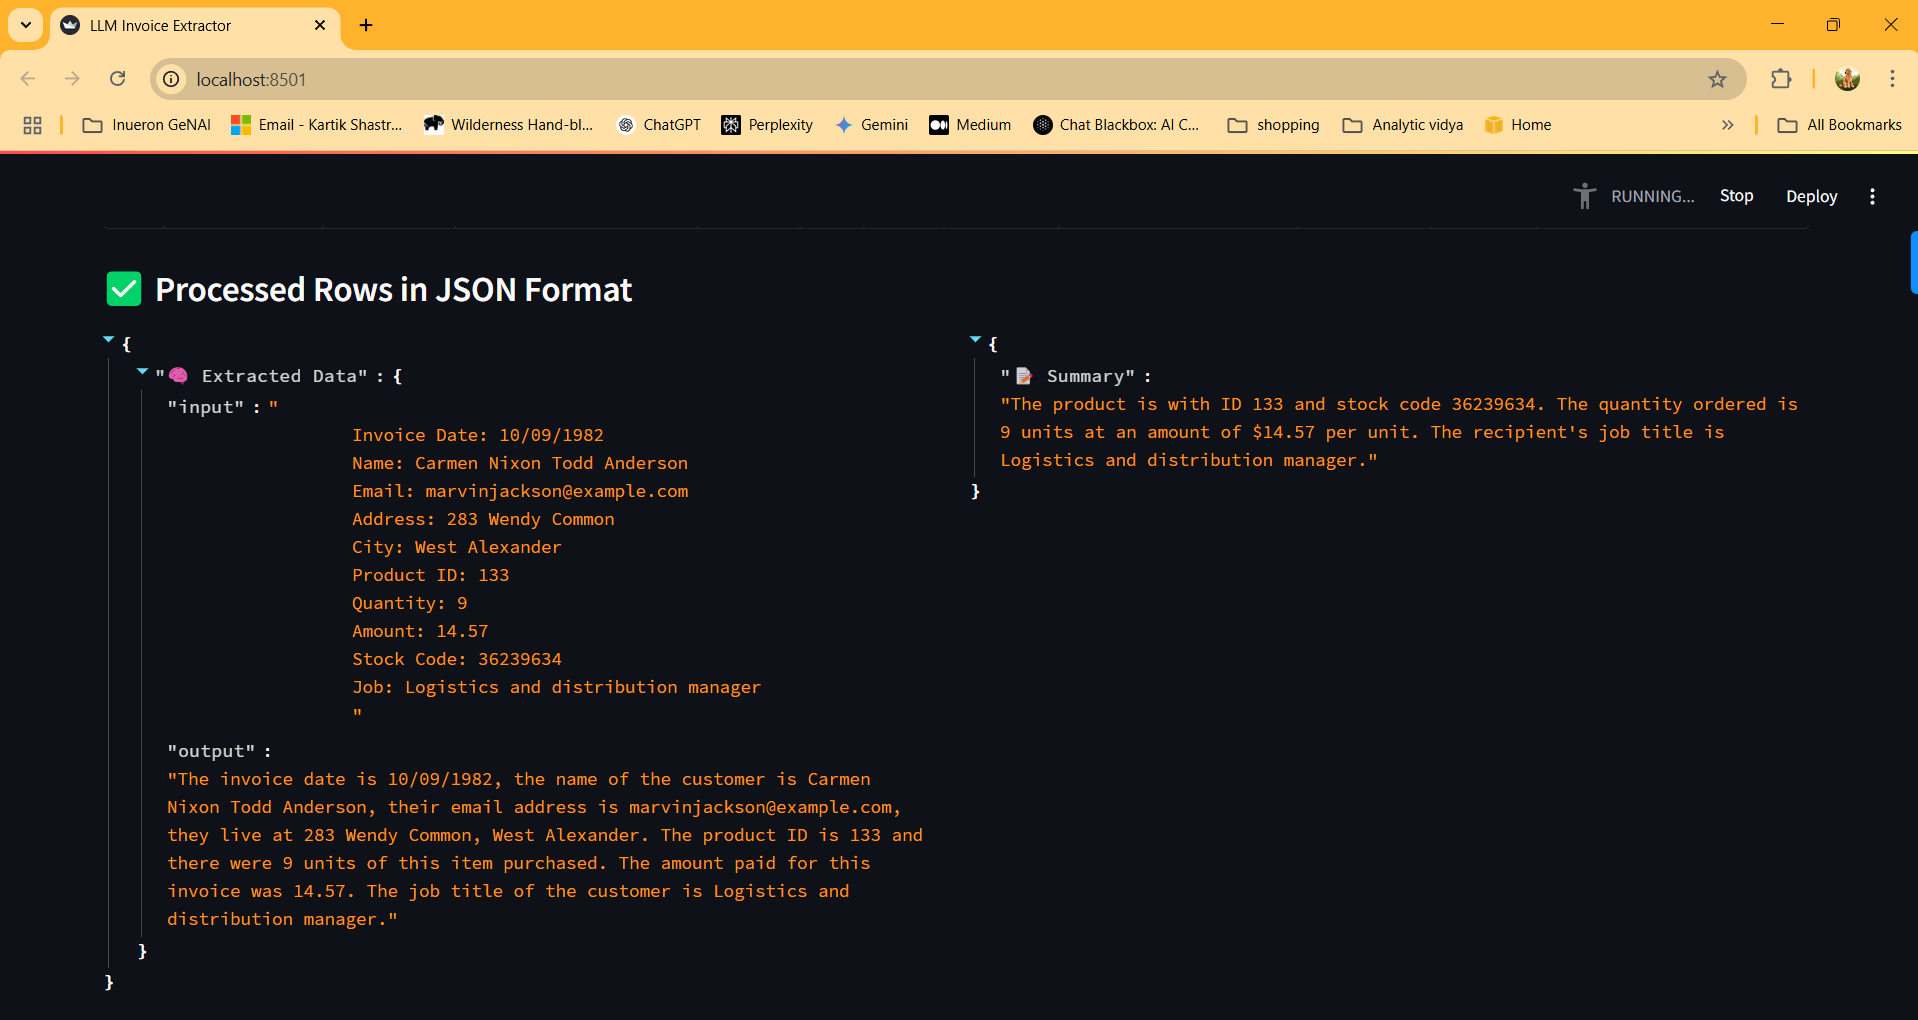 LLM Invoice Extractor
localhost:8501
Inueron GeNAI
Email - Kartik Shastr...
Wilderness Hand-bl...
ChatGPT
Perplexity
Gemini
Medium
Chat Blackbox: AI C...
shopping
Analytic vidya
Home
All Bookmarks
RUNNING...
Stop
Deploy
✅ Processed Rows in JSON Format
{
"🧠 Extracted Data" : {
"input" : "
Invoice Date: 10/09/1982
Name: Carmen Nixon Todd Anderson
Email: marvinjackson@example.com
Address: 283 Wendy Common
City: West Alexander
Product ID: 133
Quantity: 9
Amount: 14.57
Stock Code: 36239634
Job: Logistics and distribution manager
"
"output" :
"The invoice date is 10/09/1982, the name of the customer is Carmen
Nixon Todd Anderson, their email address is marvinjackson@example.com,
they live at 283 Wendy Common, West Alexander. The product ID is 133 and
there were 9 units of this item purchased. The amount paid for this
invoice was 14.57. The job title of the customer is Logistics and
distribution manager."
}
}
{
"📝 Summary" :
"The product is with ID 133 and stock code 36239634. The quantity ordered is
9 units at an amount of $14.57 per unit. The recipient's job title is
Logistics and distribution manager."
}